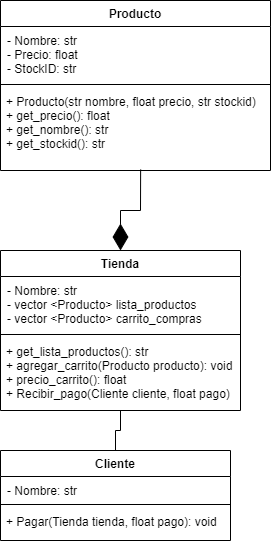 Producto
- Nombre: str
- Precio: float
- StockID: str
+ Producto(str nombre, float precio, str stockid)
+ get_precio(): float
+ get_nombre(): str
+ get_stockid(): str
Tienda
- Nombre: str
- vector <Producto> lista_productos
- vector <Producto> carrito_compras
+ get_lista_productos(): str
+ agregar_carrito(Producto producto): void
+ precio_carrito(): float
+ Recibir_pago(Cliente cliente, float pago)
Cliente
- Nombre: str
+ Pagar(Tienda tienda, float pago): void